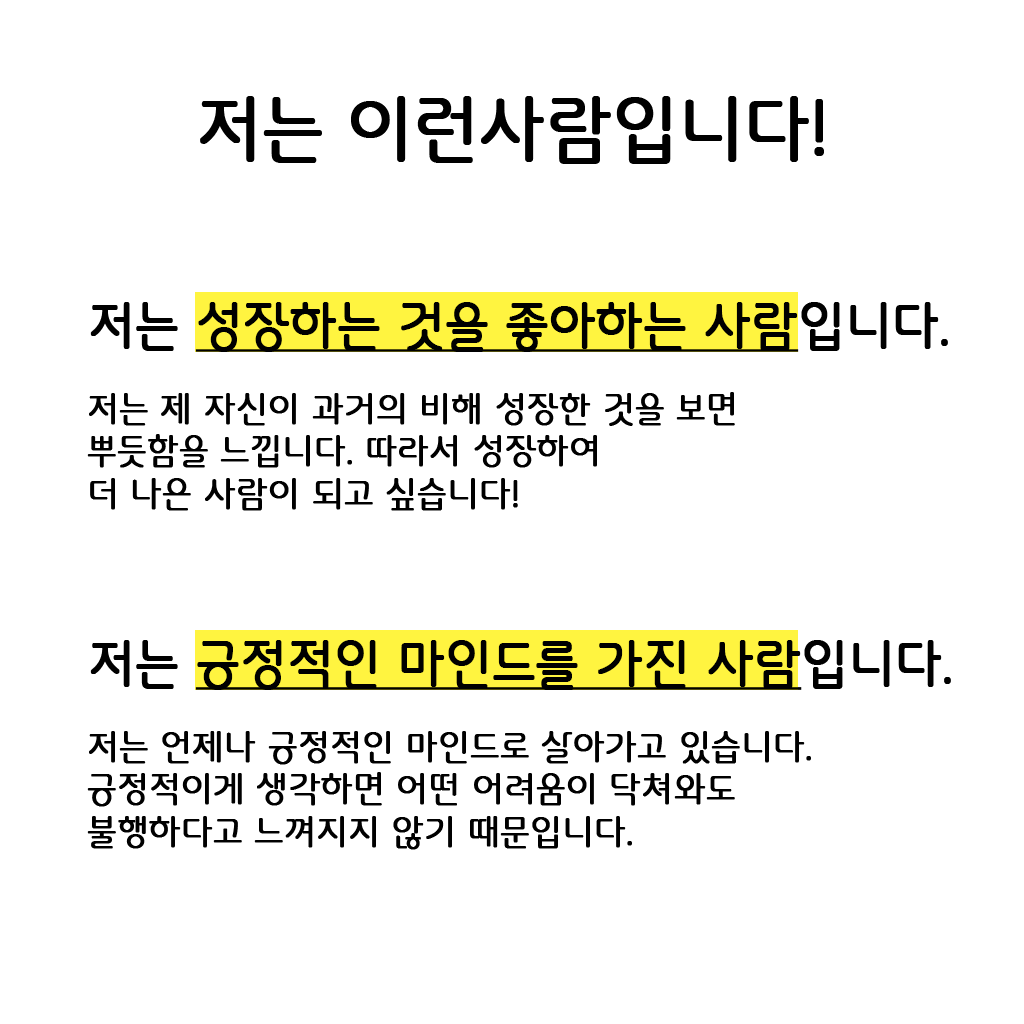 저는 이런사람입니다!
저는 성장하는 것을 좋아하는 사람입니다.
저는 제 자신이 과거의 비해 성장한 것을 보면
뿌듯함을 느낍니다. 따라서 성장하여
더 나은 사람이 되고 싶습니다!
저는 긍정적인 마인드를 가진 사람입니다.
저는 언제나 긍정적인 마인드로 살아가고 있습니다.
긍정적이게 생각하면 어떤 어려움이 닥쳐와도
불행하다고 느껴지지 않기 때문입니다.